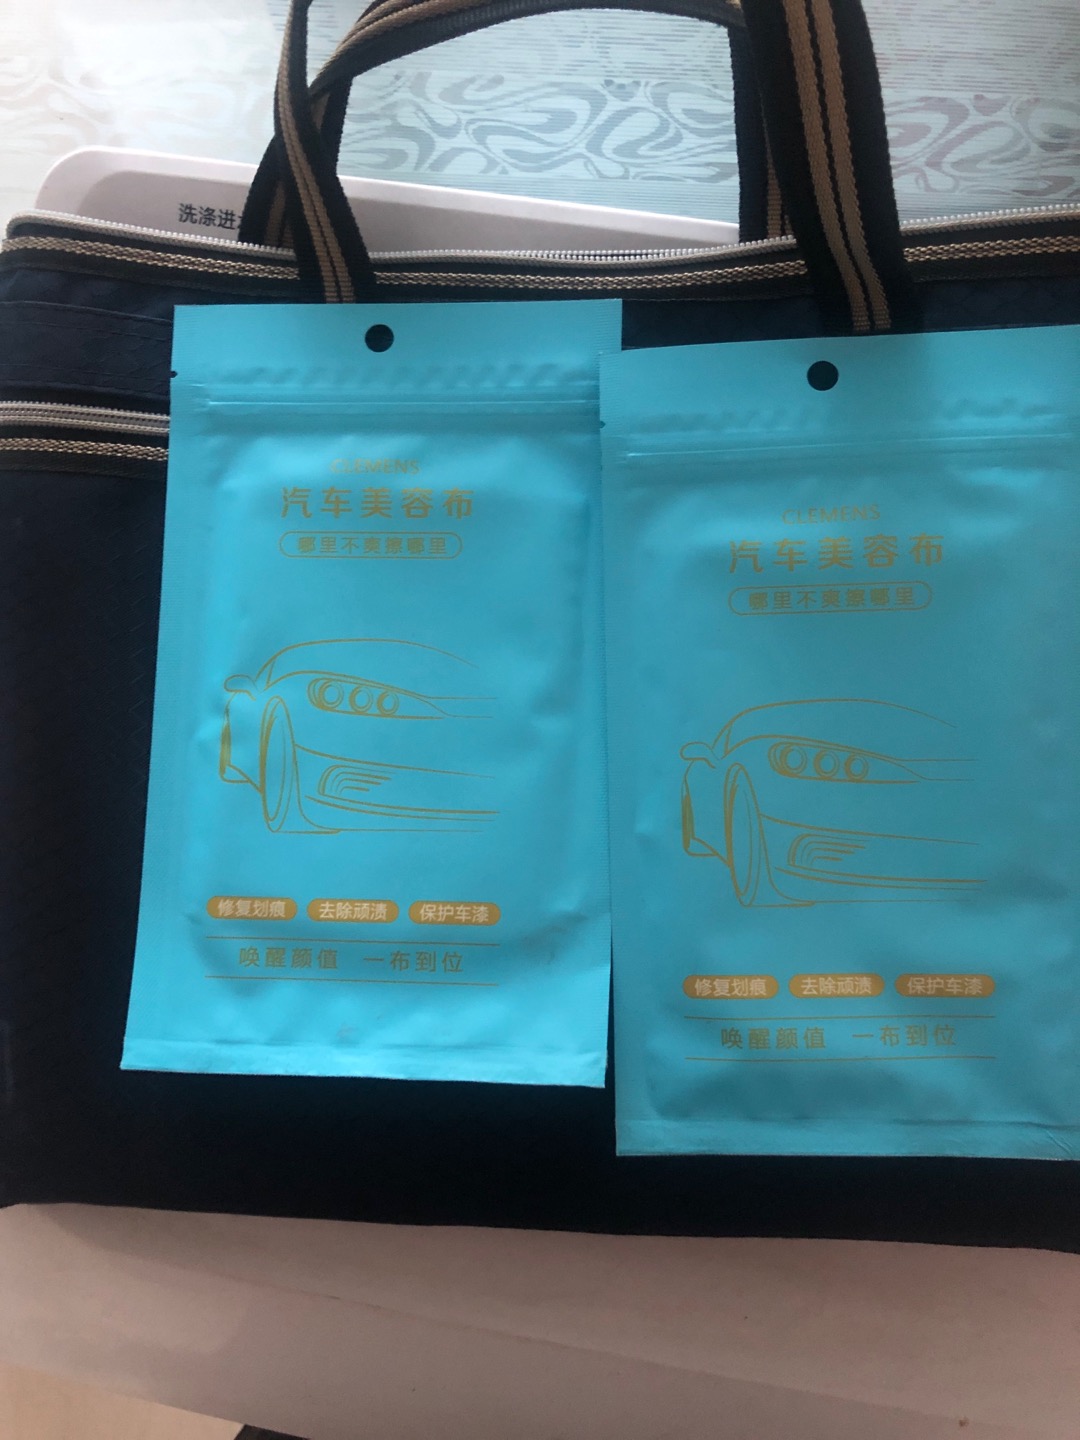 洗涤进
CLEMENS
汽车美容布
哪里不爽擦哪里
修复划痕 去除顽渍 保护车漆
唤醒颜值 一布到位
CLEMENS
汽车美容布
哪里不爽擦哪里
修复划痕 去除顽渍 保护车漆
唤醒颜值 一布到位